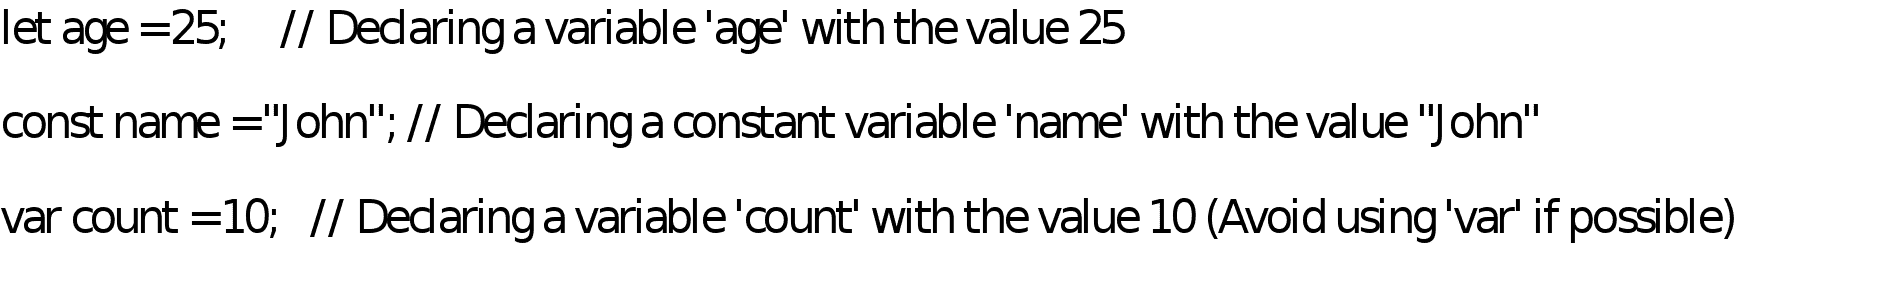 let age = 25;     // Declaring a variable 'age' with the value 25
const name = "John"; // Declaring a constant variable 'name' with the value "John"
var count = 10;   // Declaring a variable 'count' with the value 10 (Avoid using 'var' if possible)